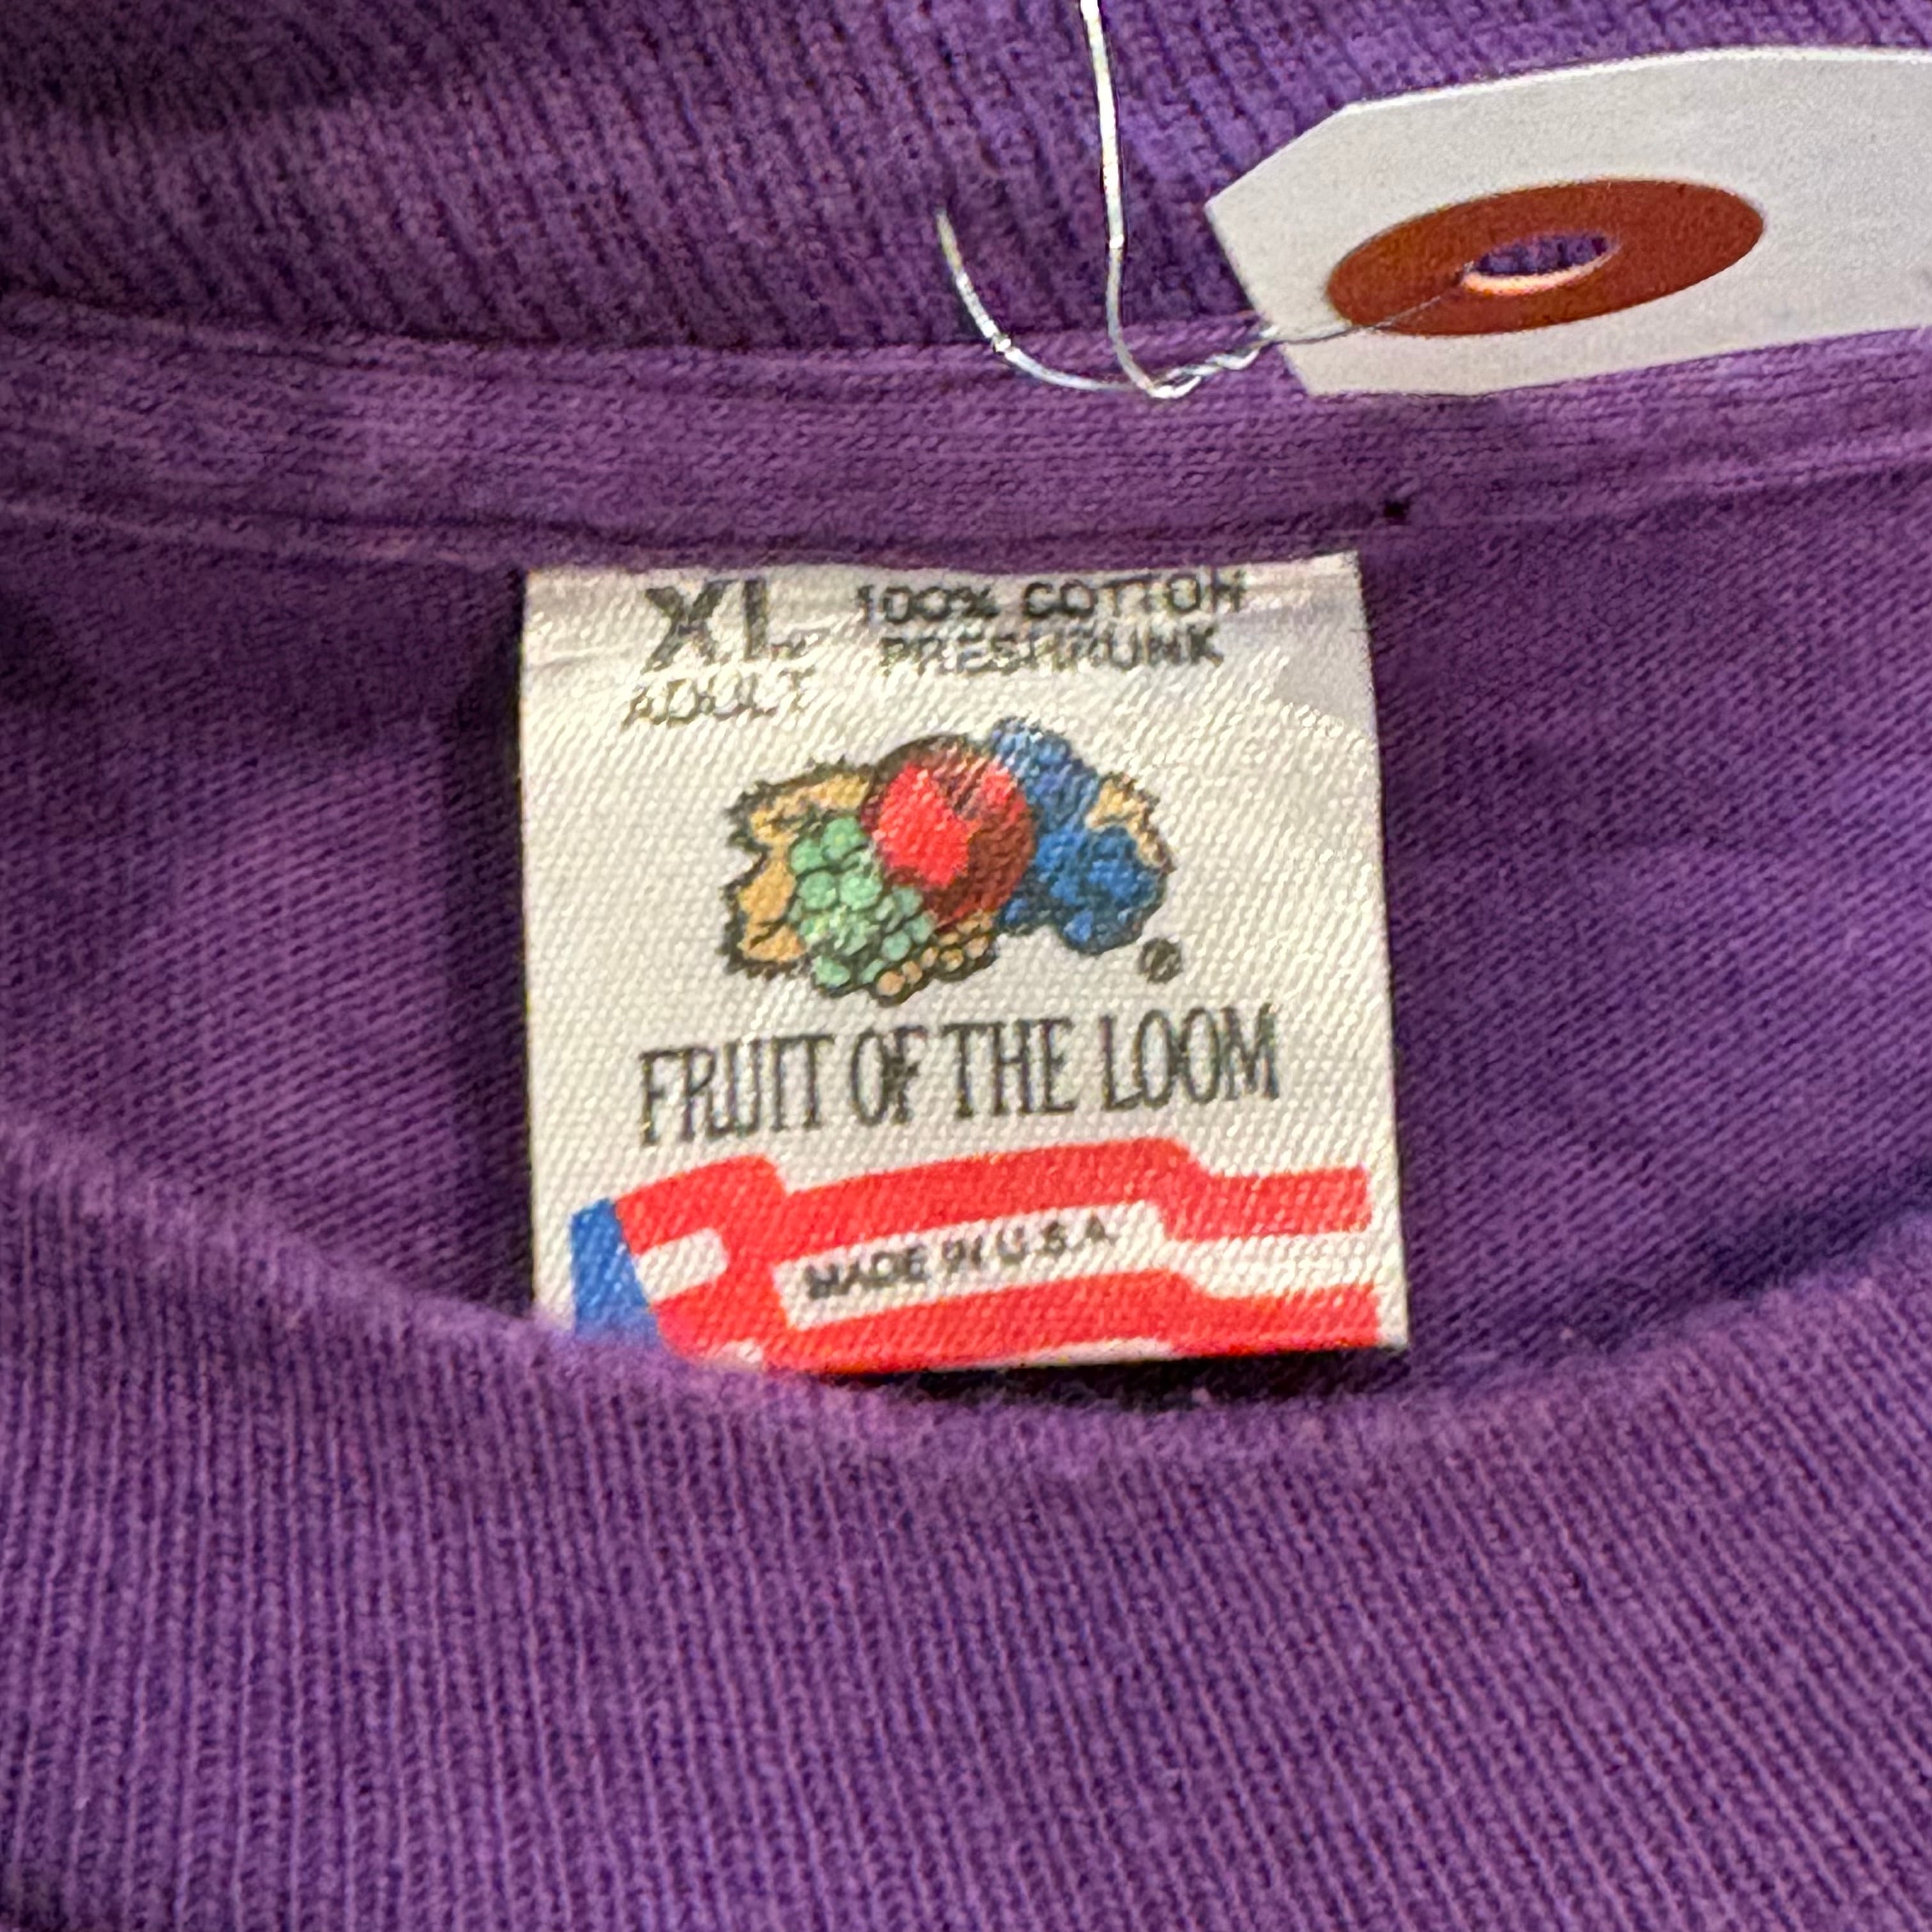 XL 100% COTTON
ADULT PRESHRUNK
FRUIT OF THE LOOM
MADE IN U.S.A.